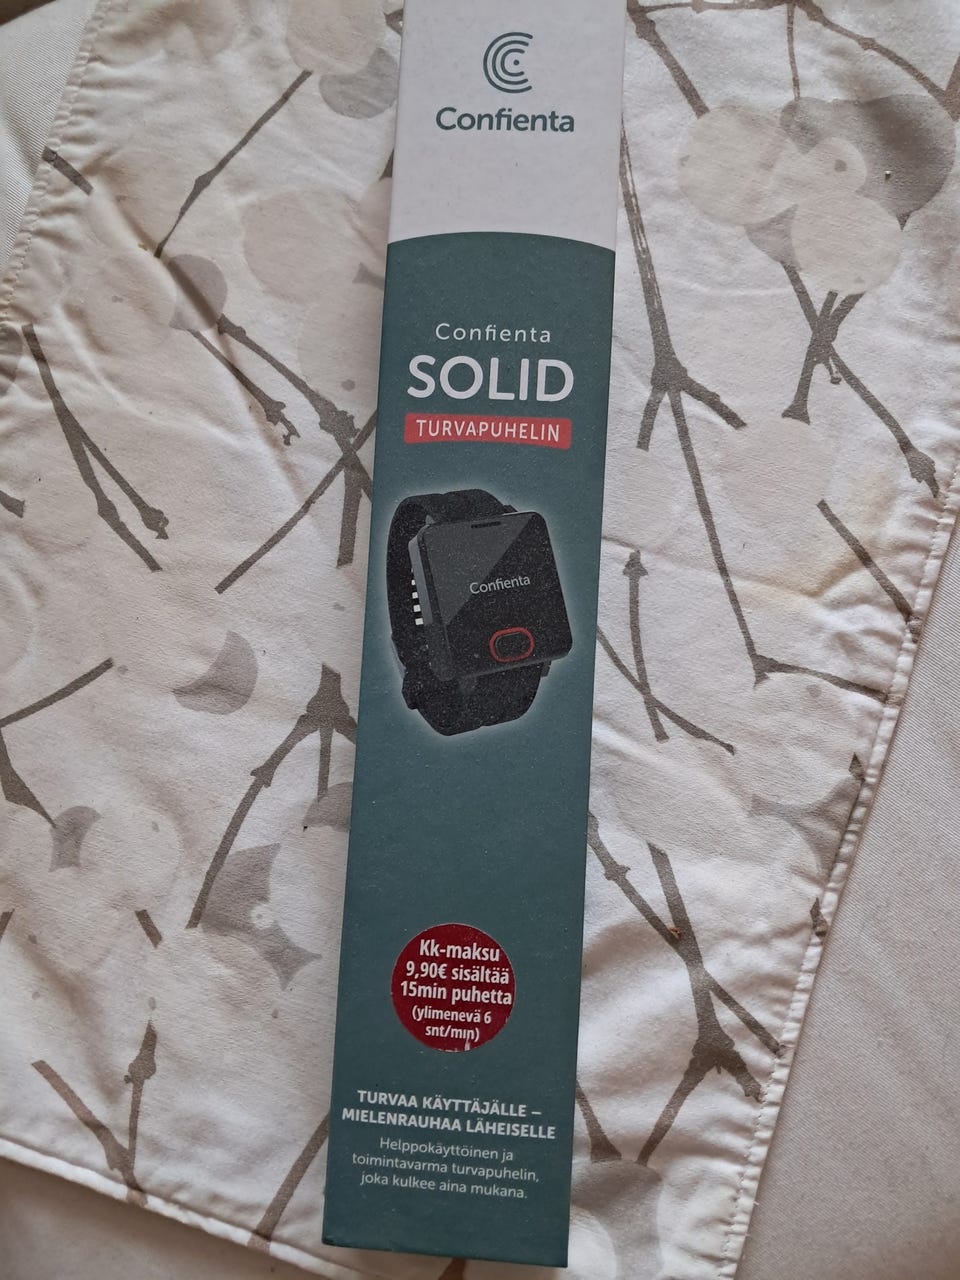 Confienta
Confienta
SOLID
TURVAPUHELIN
Confienta
Kk-maksu
9,90€ sisältää
15min puhetta
(ylimenevä 6
snt/min)
TURVAA KÄYTTÄJÄLLE –
MIELENRAUHAA LÄHEISELLE
Helppokäyttöinen ja
toimintavarma turvapuhelin,
joka kulkee aina mukana.